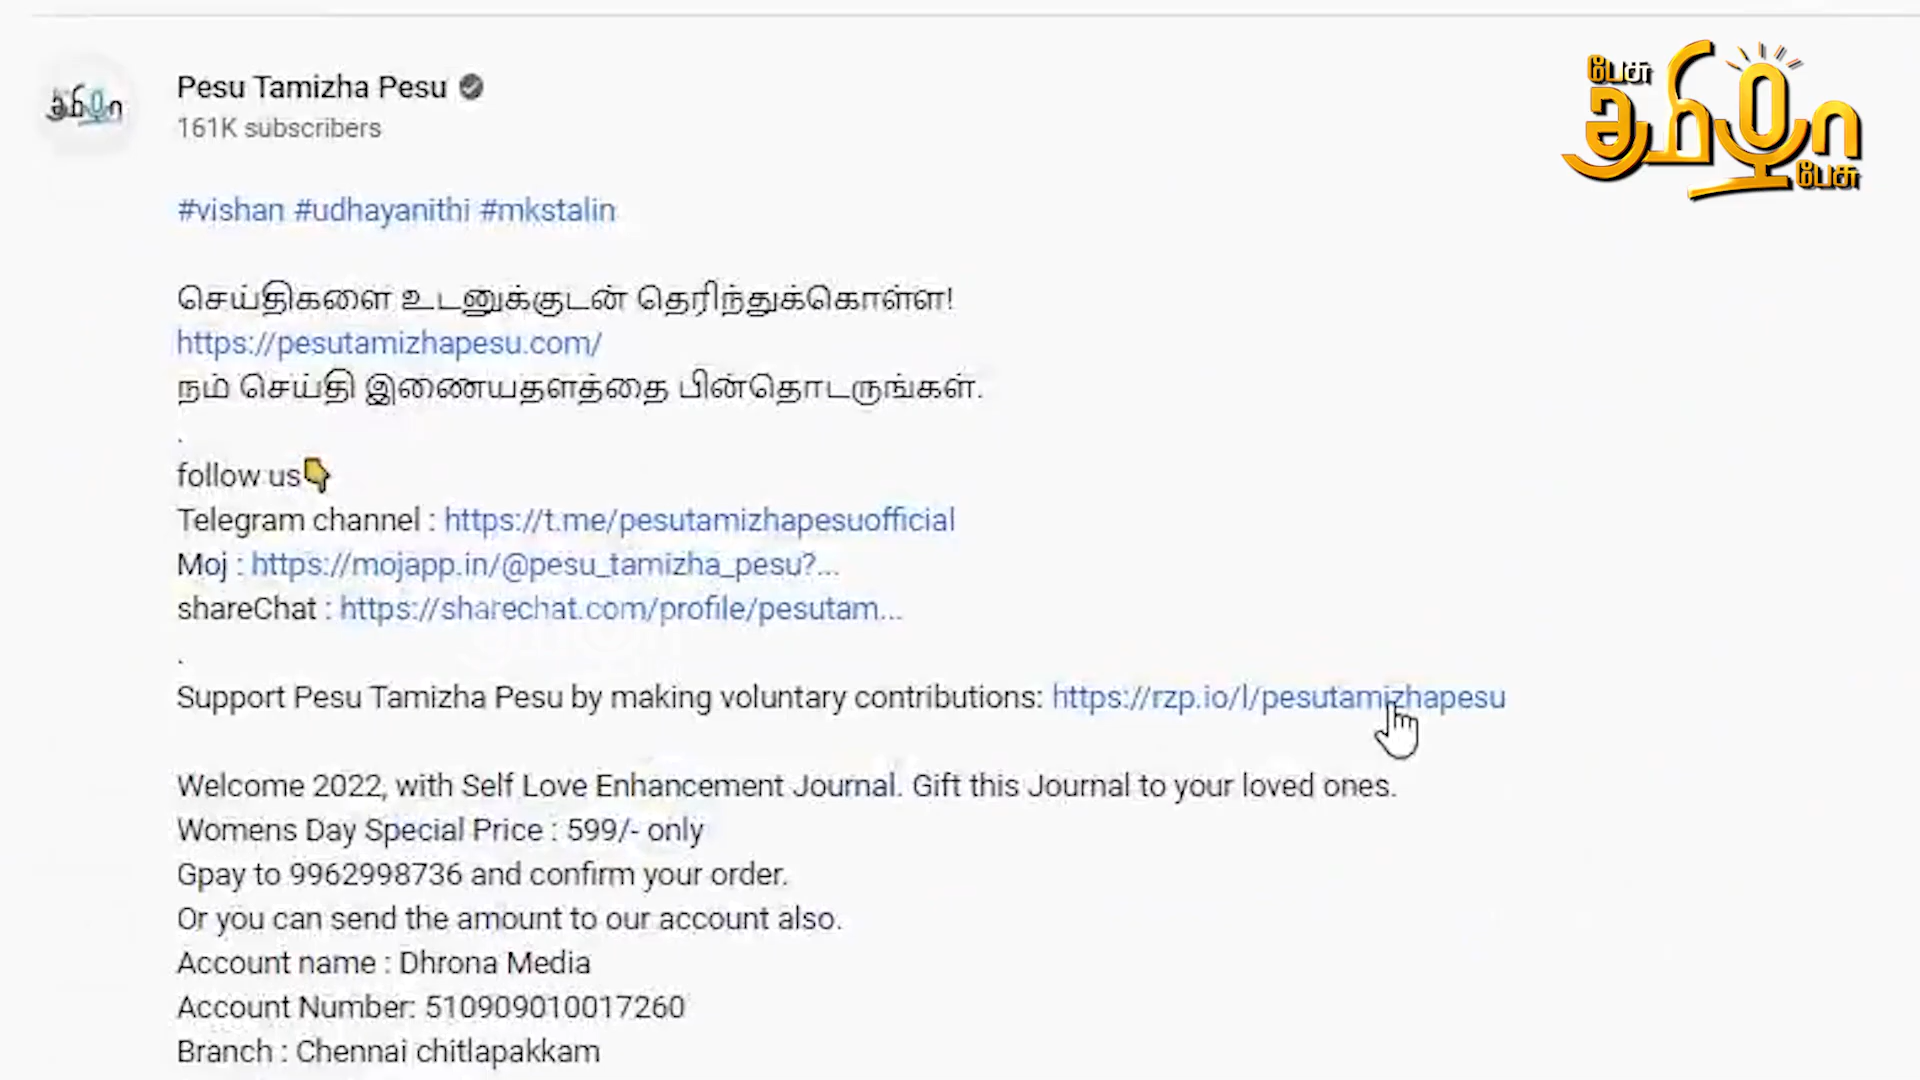 பேசு
தமிழா
பேசு
தமிழா
Pesu Tamizha Pesu
161K subscribers
#vishan #udhayanithi #mkstalin
செய்திகளை உடனுக்குடன் தெரிந்துக்கொள்ள!
https://pesutamizhapesu.com/
நம் செய்தி இணையதளத்தை பின்தொடருங்கள்.
.
follow us👇
Telegram channel : https://t.me/pesutamizhapesuofficial
Moj : https://mojapp.in/@pesu_tamizha_pesu?...
shareChat : https://sharechat.com/profile/pesutam...
.
Support Pesu Tamizha Pesu by making voluntary contributions: https://rzp.io/l/pesutamizhapesu
Welcome 2022, with Self Love Enhancement Journal. Gift this Journal to your loved ones.
Womens Day Special Price : 599/- only
Gpay to 9962998736 and confirm your order.
Or you can send the amount to our account also.
Account name : Dhrona Media
Account Number: 510909010017260
Branch : Chennai chitlapakkam